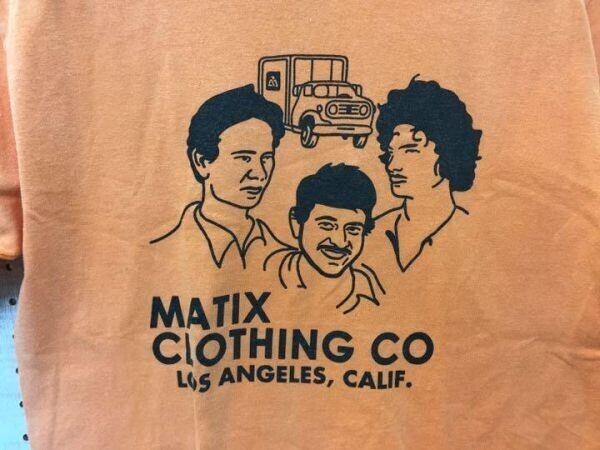 MATIX
CLOTHING CO
LOS ANGELES, CALIF.